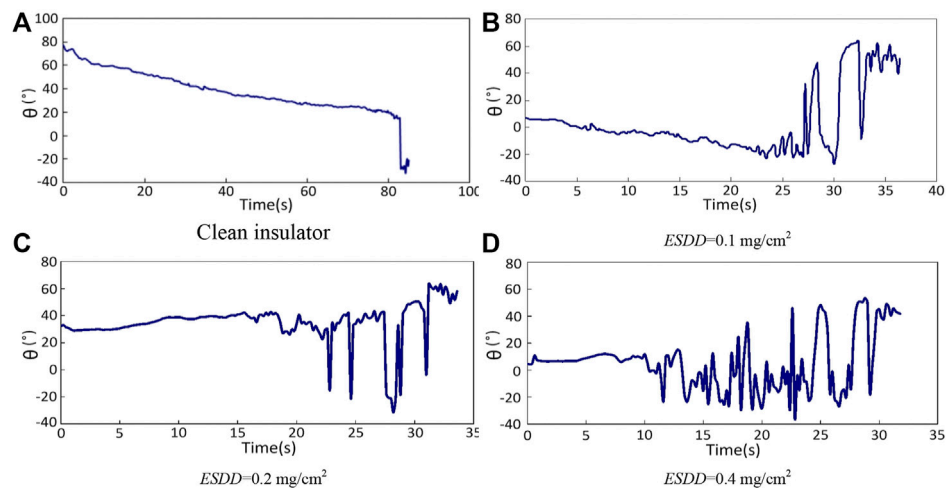 A
100
80
60
40
20
0
-20
-40
θ (°)
0 20 40 60 80 100
Time(s)
Clean insulator
B
80
60
40
20
0
-20
-40
θ (°)
0 5 10 15 20 25 30 35 40
Time(s)
ESDD=0.1 mg/cm²
C
80
60
40
20
0
-20
-40
θ (°)
0 5 10 15 20 25 30 35
Time(s)
ESDD=0.2 mg/cm²
D
80
60
40
20
0
-20
-40
θ (°)
0 5 10 15 20 25 30 35
Time(s)
ESDD=0.4 mg/cm²